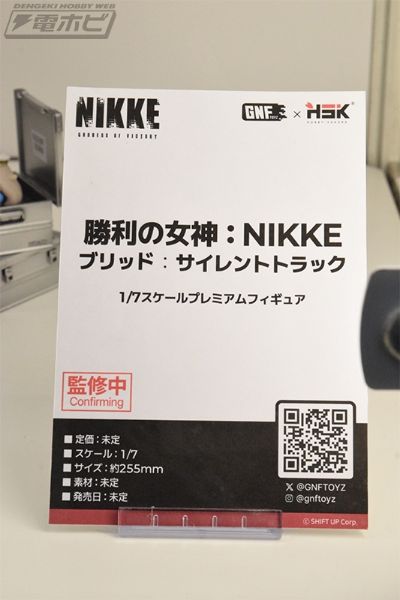 DENGEKI HOBBY WEB
電ホビ
NIKKE
GODDESS OF VICTORY
GNF TOYZ × HSK
勝利の女神：NIKKE
ブリッド：サイレントトラック
1/7スケールプレミアムフィギュア
監修中
Confirming
■ 定価：未定
■ スケール：1/7
■ サイズ：約255mm
■ 素材：未定
■ 発売日：未定
X @GNFTOYZ
@gnftoyz
© SHIFT UP Corp.